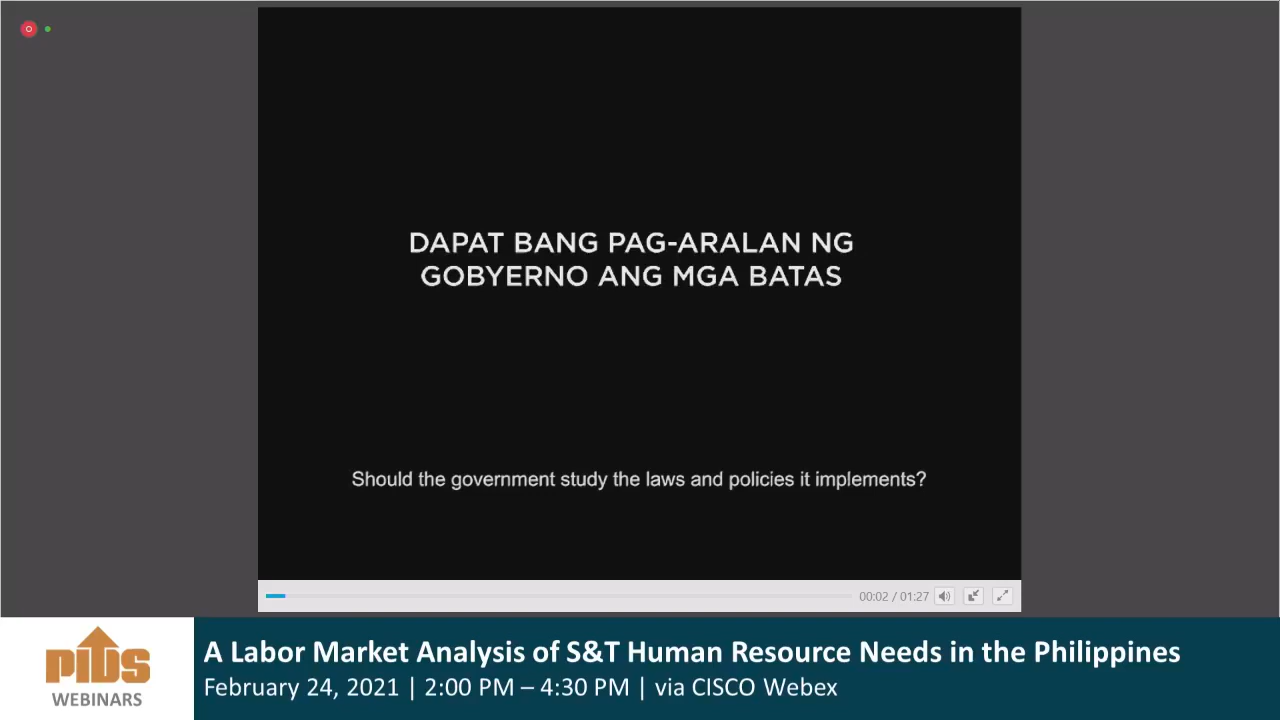 DAPAT BANG PAG-ARALAN NG
GOBYERNO ANG MGA BATAS
Should the government study the laws and policies it implements?
00:02 / 01:27
PIDS
WEBINARS
A Labor Market Analysis of S&T Human Resource Needs in the Philippines
February 24, 2021 | 2:00 PM – 4:30 PM | via CISCO Webex